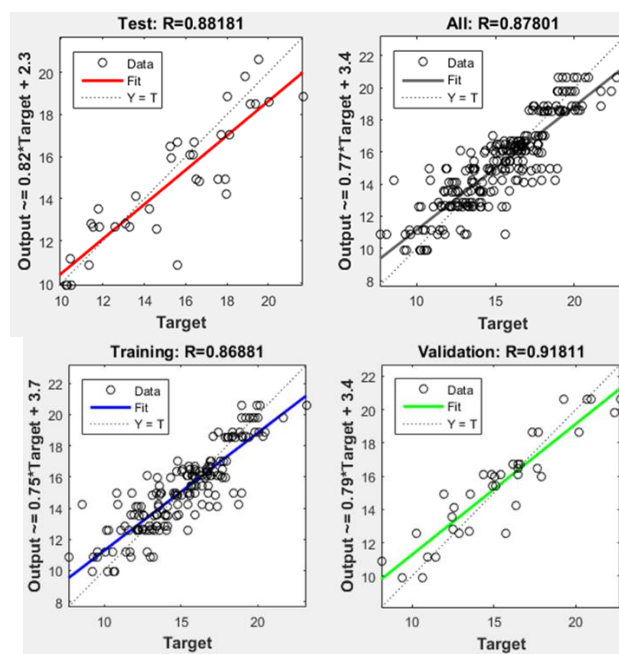 Test: R=0.88181
Output ~= 0.82*Target + 2.3
20
18
16
14
12
10
Data
Fit
Y = T
10 12 14 16 18 20
Target
All: R=0.87801
Output ~= 0.77*Target + 3.4
22
20
18
16
14
12
10
8
Data
Fit
Y = T
10 15 20
Target
Training: R=0.86881
Output ~= 0.75*Target + 3.7
22
20
18
16
14
12
10
8
Data
Fit
Y = T
10 15 20
Target
Validation: R=0.91811
Output ~= 0.79*Target + 3.4
22
20
18
16
14
12
10
Data
Fit
Y = T
10 15 20
Target